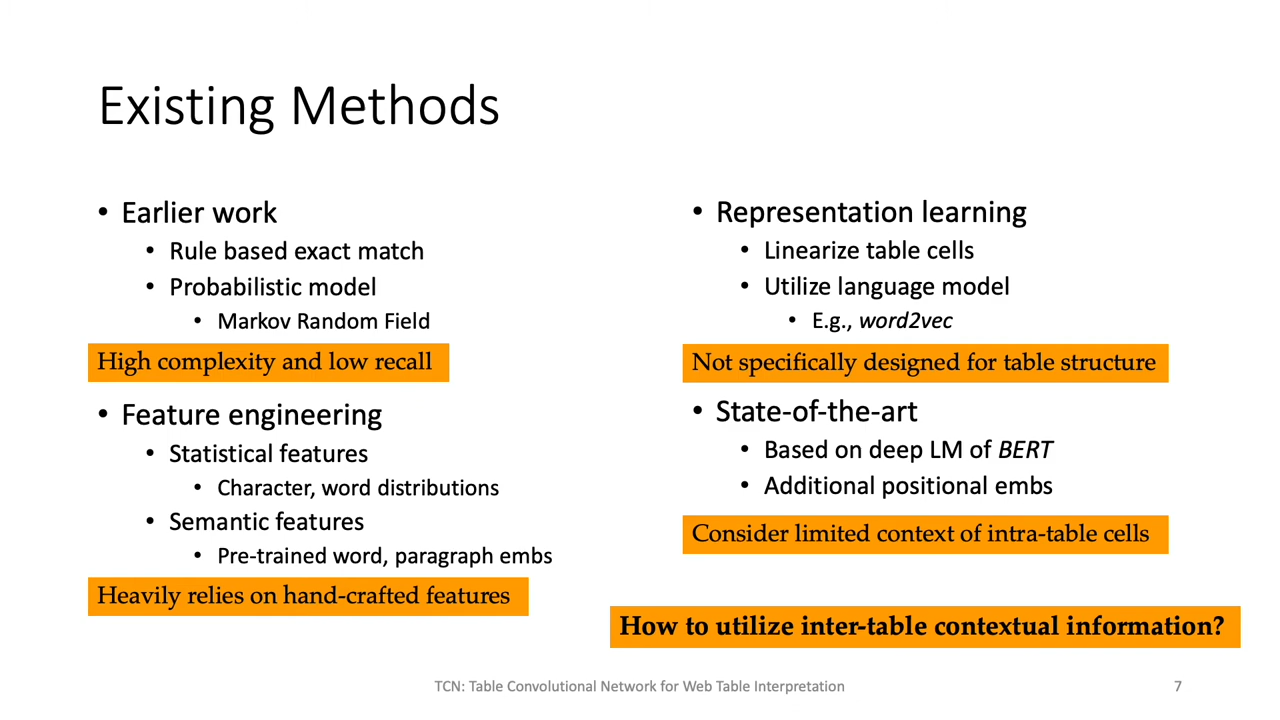 Existing Methods
• Earlier work
• Rule based exact match
• Probabilistic model
• Markov Random Field
High complexity and low recall
• Feature engineering
• Statistical features
• Character, word distributions
• Semantic features
• Pre-trained word, paragraph embs
Heavily relies on hand-crafted features
• Representation learning
• Linearize table cells
• Utilize language model
• E.g., word2vec
Not specifically designed for table structure
• State-of-the-art
• Based on deep LM of BERT
• Additional positional embs
Consider limited context of intra-table cells
How to utilize inter-table contextual information?
TCN: Table Convolutional Network for Web Table Interpretation
7